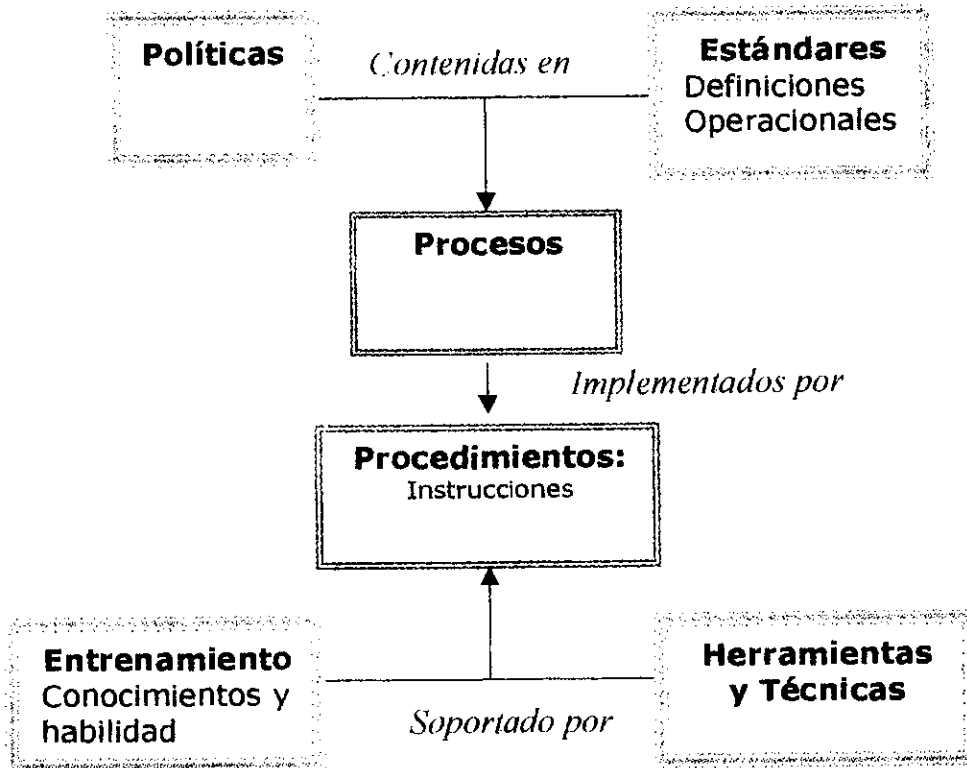 Políticas
Contenidas en
Estándares
Definiciones
Operacionales
Procesos
Implementados por
Procedimientos:
Instrucciones
Entrenamiento
Conocimientos y
habilidad
Soportado por
Herramientas
y Técnicas